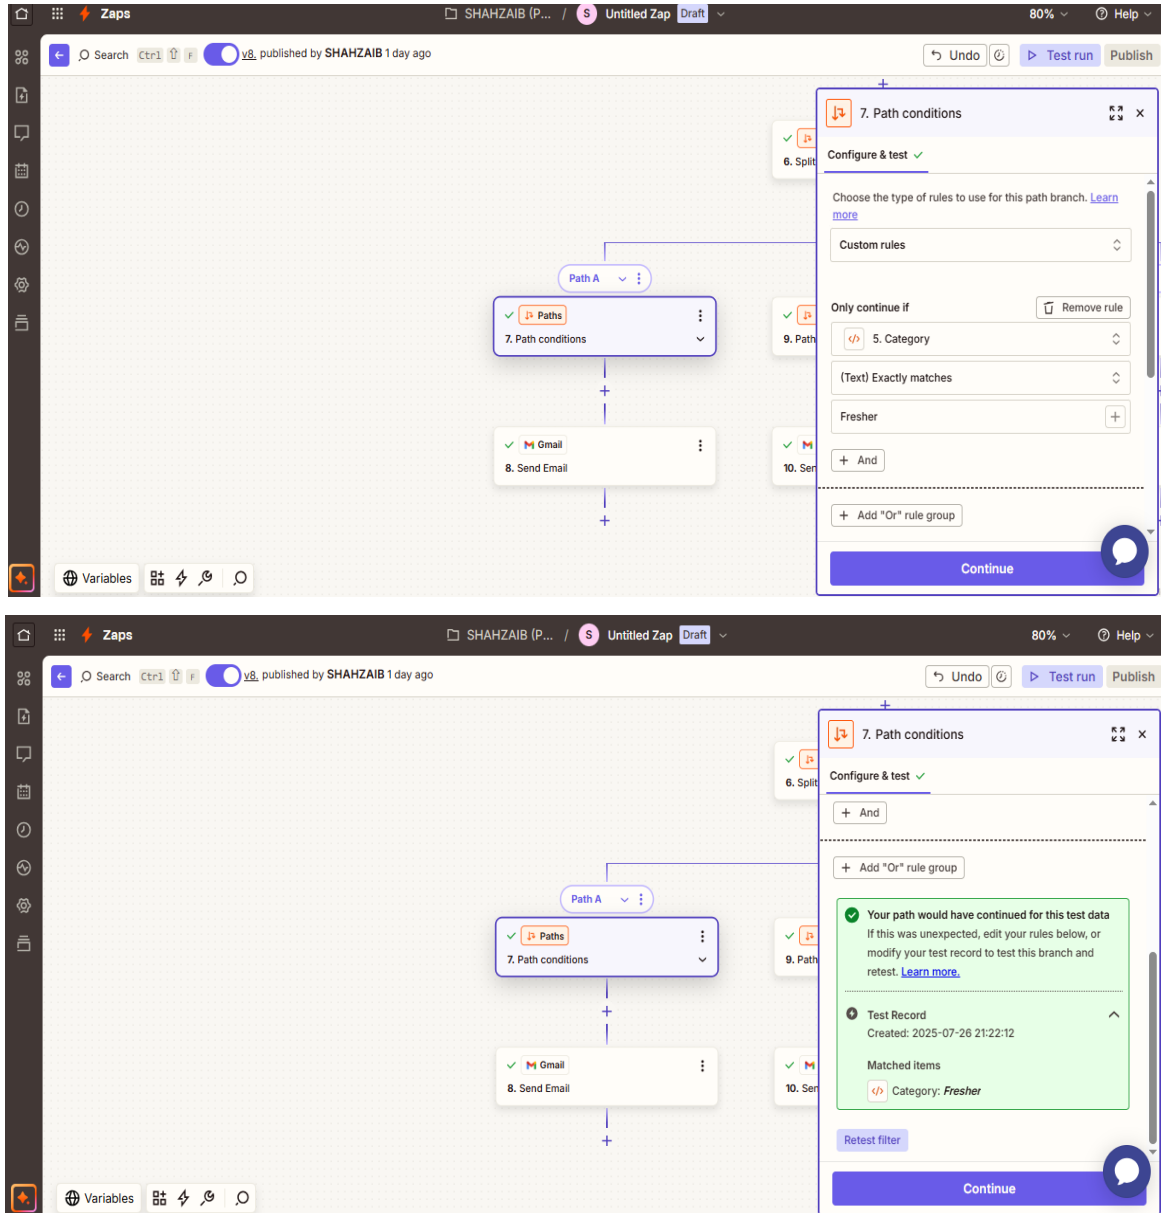 Zaps
SHAHZAIB (P... / S Untitled Zap Draft
80%
Help
Search Ctrl F
v8. published by SHAHZAIB 1 day ago
Undo
Test run
Publish
7. Path conditions
Configure & test
6. Split
Choose the type of rules to use for this path branch. Learn
more
Custom rules
Path A
Only continue if
Remove rule
Paths
7. Path conditions
9. Path
5. Category
(Text) Exactly matches
Fresher
Gmail
8. Send Email
10. Sen
And
Add "Or" rule group
Continue
Variables
Zaps
SHAHZAIB (P... / S Untitled Zap Draft
80%
Help
Search Ctrl F
v8. published by SHAHZAIB 1 day ago
Undo
Test run
Publish
7. Path conditions
Configure & test
6. Split
And
Add "Or" rule group
Path A
Paths
7. Path conditions
9. Path
Your path would have continued for this test data
If this was unexpected, edit your rules below, or
modify your test record to test this branch and
retest. Learn more.
Test Record
Created: 2025-07-26 21:22:12
Matched items
Category: Fresher
Gmail
8. Send Email
10. Sen
Retest filter
Continue
Variables